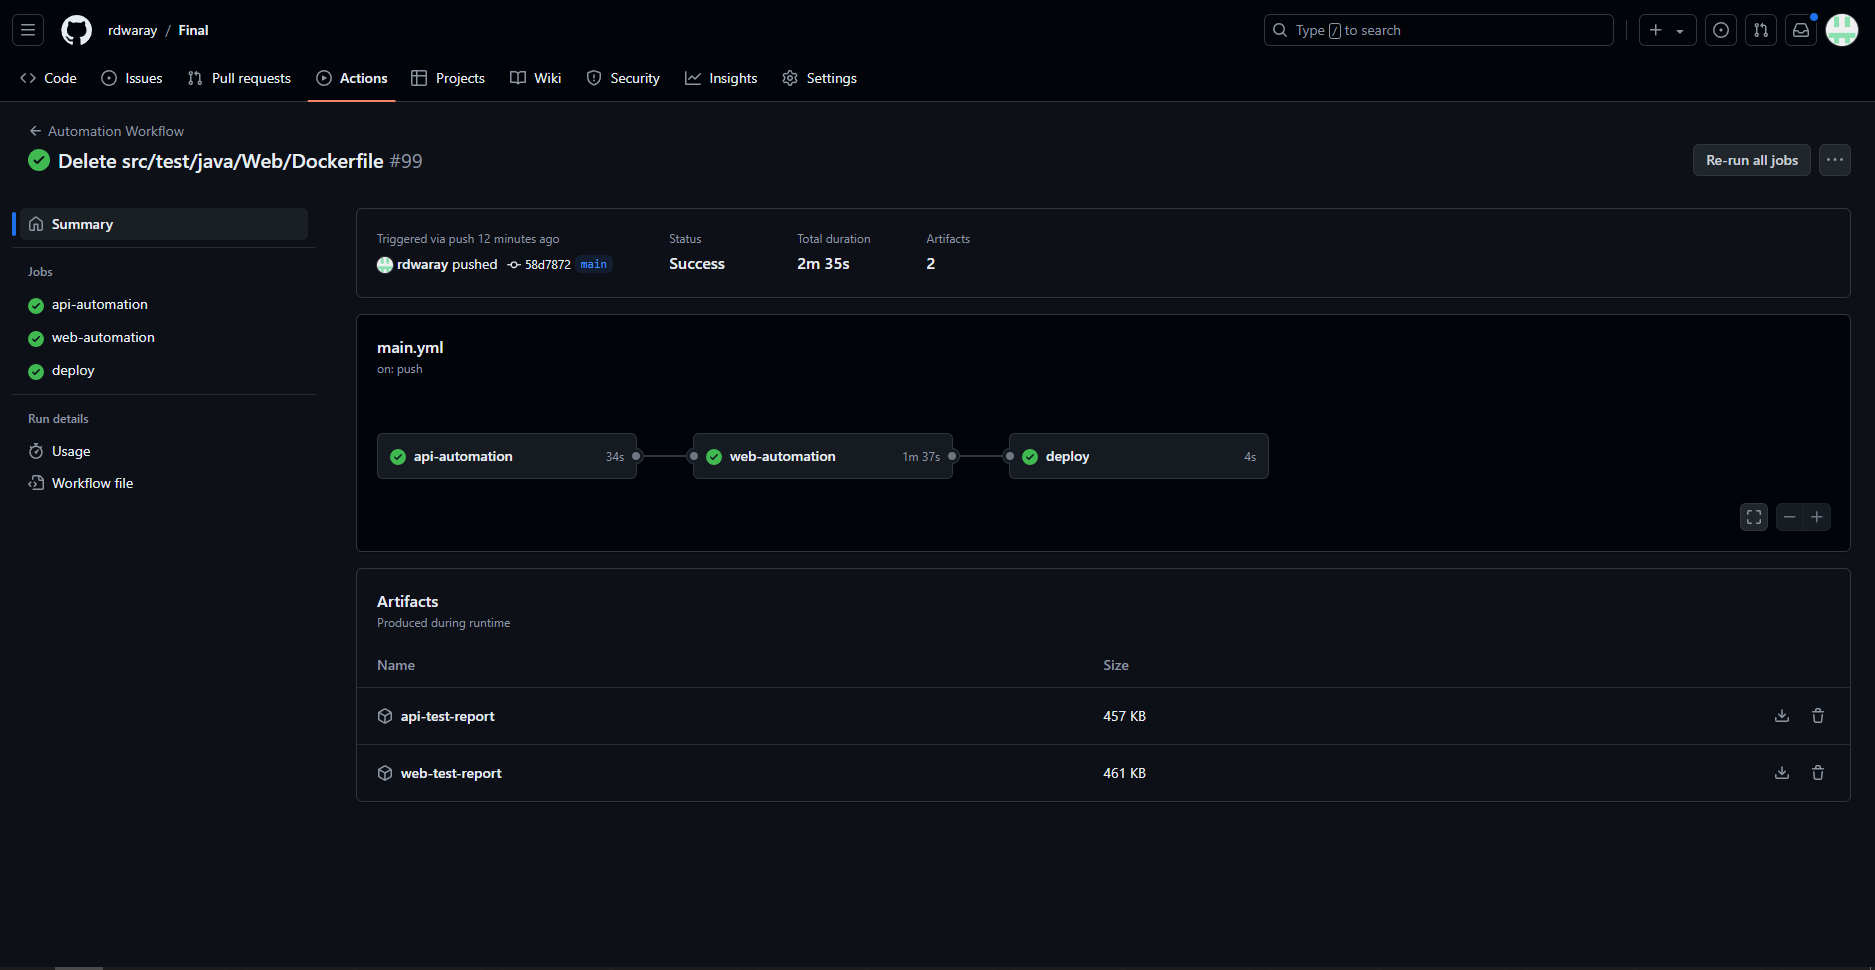 rdwaray / Final
Type / to search
Code
Issues
Pull requests
Actions
Projects
Wiki
Security
Insights
Settings
Automation Workflow
Delete src/test/java/Web/Dockerfile #99
Re-run all jobs
Summary
Jobs
api-automation
web-automation
deploy
Run details
Usage
Workflow file
Triggered via push 12 minutes ago
rdwaray pushed 58d7872 main
Status
Success
Total duration
2m 35s
Artifacts
2
main.yml
on: push
api-automation 34s
web-automation 1m 37s
deploy 4s
Artifacts
Produced during runtime
Name Size
api-test-report 457 KB
web-test-report 461 KB